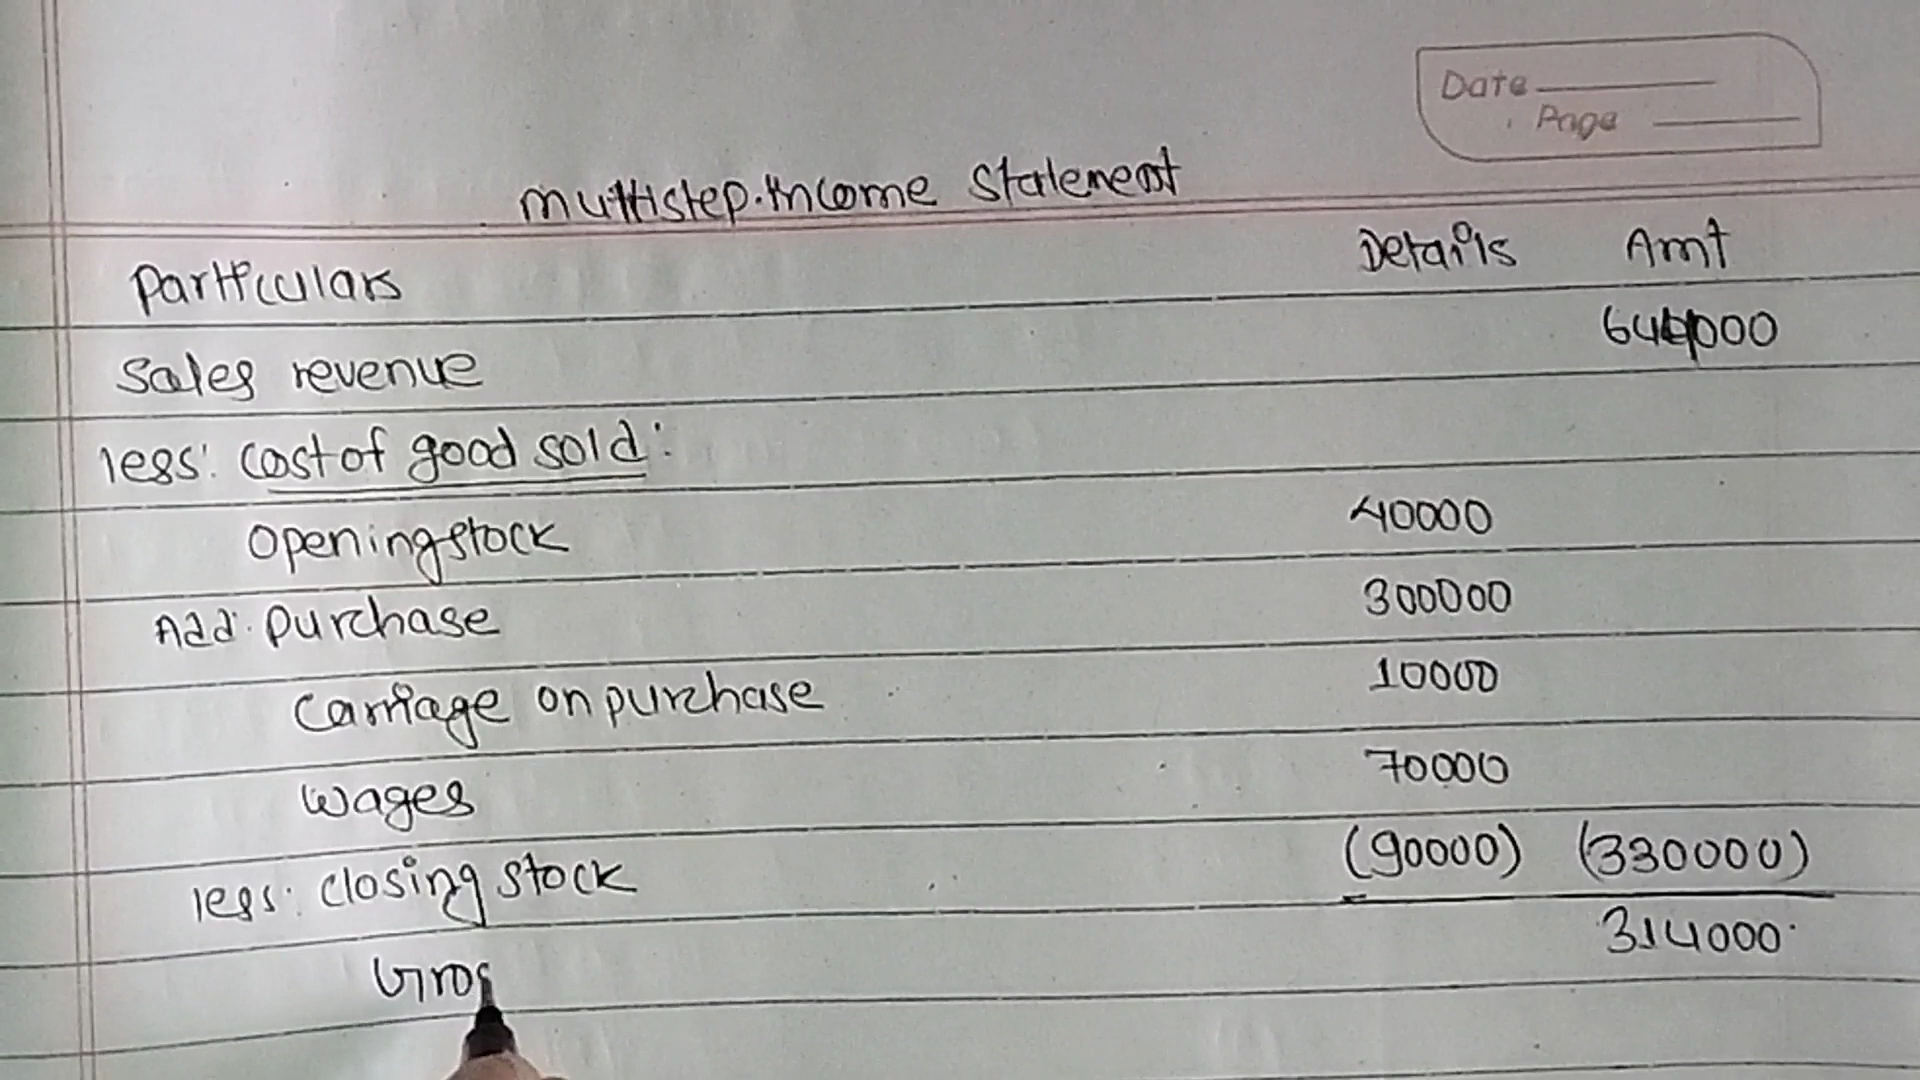 Date
Page
Multistep. Income Statement
Particulars Details Amt
Sales revenue 644000
less: Cost of good sold:
Opening stock 40000
Add: Purchase 300000
Carriage on purchase 10000
Wages 70000
less: Closing stock (90000) (330000)
Gros 314000